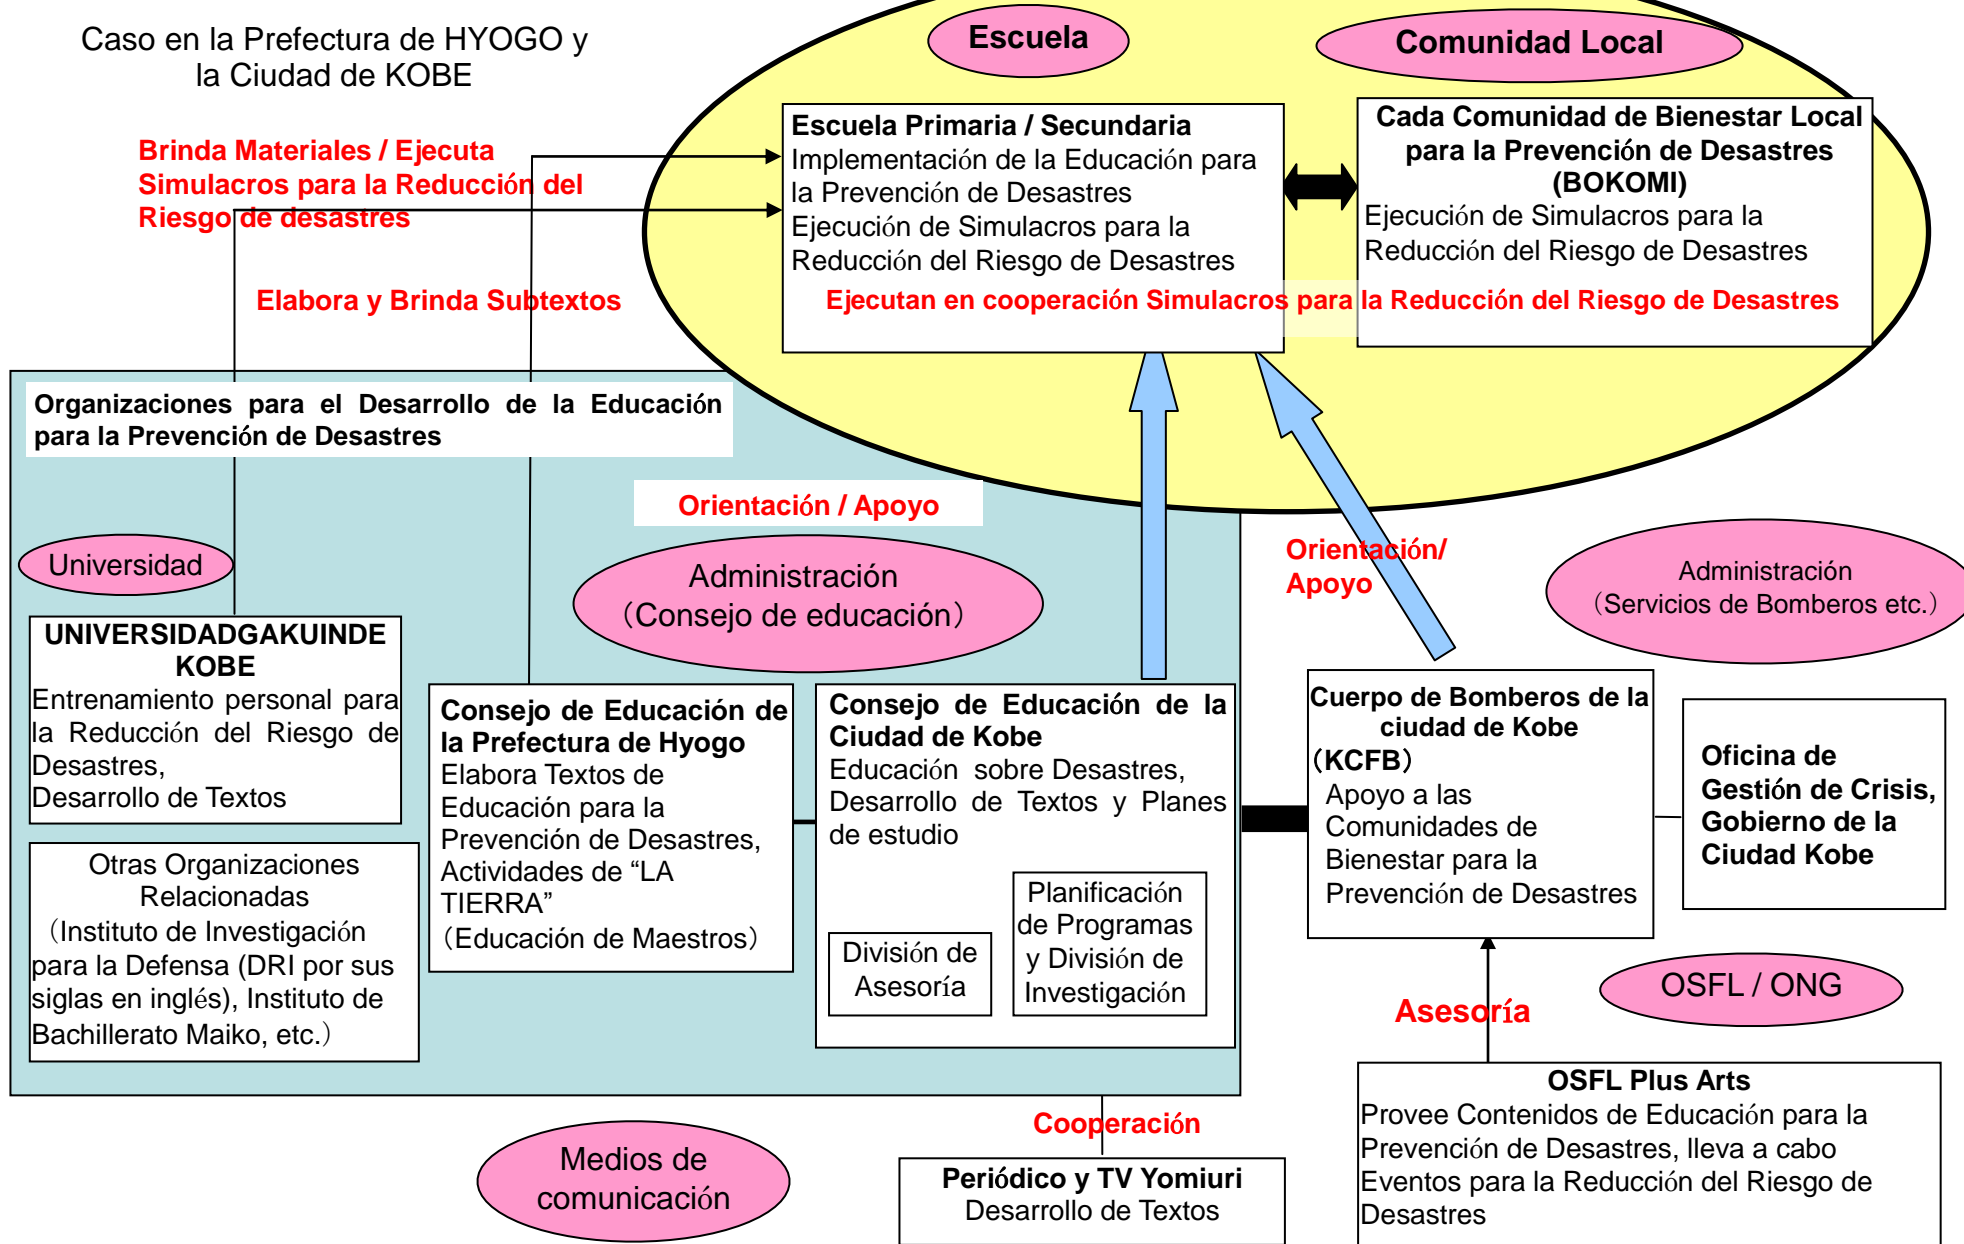 Caso en la Prefectura de HYOGO y
la Ciudad de KOBE
Escuela
Comunidad Local
Brinda Materiales / Ejecuta
Simulacros para la Reducción del
Riesgo de desastres
Escuela Primaria / Secundaria
Implementación de la Educación para
la Prevención de Desastres
Ejecución de Simulacros para la
Reducción del Riesgo de Desastres
Cada Comunidad de Bienestar Local
para la Prevención de Desastres
(BOKOMI)
Ejecución de Simulacros para la
Reducción del Riesgo de Desastres
Elabora y Brinda Subtextos
Ejecutan en cooperación Simulacros para la Reducción del Riesgo de Desastres
Organizaciones para el Desarrollo de la Educación
para la Prevención de Desastres
Orientación / Apoyo
Orientación/
Apoyo
Universidad
Administración
（Consejo de educación）
Administración
（Servicios de Bomberos etc.）
UNIVERSIDADGAKUINDE
KOBE
Entrenamiento personal para
la Reducción del Riesgo de
Desastres,
Desarrollo de Textos
Consejo de Educación de
la Prefectura de Hyogo
Elabora Textos de
Educación para la
Prevención de Desastres,
Actividades de “LA
TIERRA”
（Educación de Maestros）
Consejo de Educación de la
Ciudad de Kobe
Educación sobre Desastres,
Desarrollo de Textos y Planes
de estudio
División de
Asesoría
Planificación
de Programas
y División de
Investigación
Cuerpo de Bomberos de la
ciudad de Kobe
（KCFB）
Apoyo a las
Comunidades de
Bienestar para la
Prevención de Desastres
Oficina de
Gestión de Crisis,
Gobierno de la
Ciudad Kobe
Otras Organizaciones
Relacionadas
（Instituto de Investigación
para la Defensa (DRI por sus
siglas en inglés), Instituto de
Bachillerato Maiko, etc.）
OSFL / ONG
Asesoría
Cooperación
Medios de
comunicación
Periódico y TV Yomiuri
Desarrollo de Textos
OSFL Plus Arts
Provee Contenidos de Educación para la
Prevención de Desastres, lleva a cabo
Eventos para la Reducción del Riesgo de
Desastres